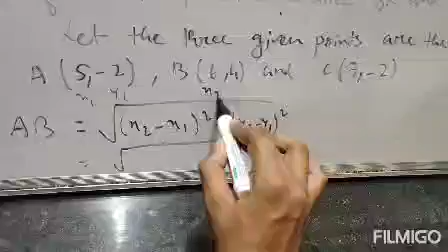 Let the three given points are the
A (5, -2) , B (6, 4) and C (7, -2)
x₁ y₁ x₂
AB = √(x₂ - x₁)² (x₂ - y₁)²
= √
FILMIGO